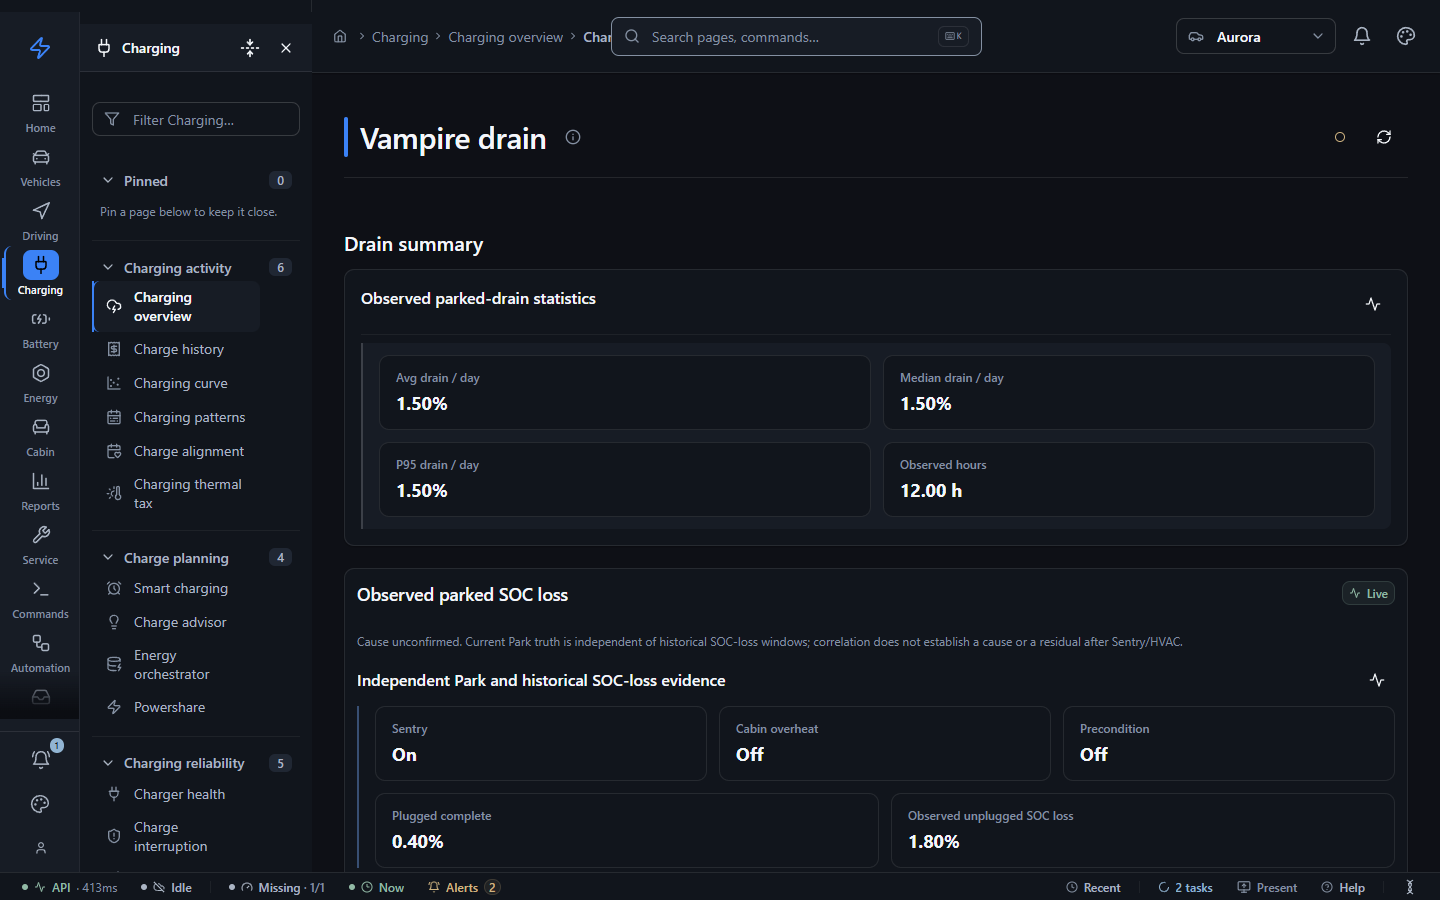 Charging
Filter Charging...
Home
Vehicles
Driving
Charging
Battery
Energy
Cabin
Reports
Service
Commands
Automation
1
Pinned 0
Pin a page below to keep it close.
Charging activity 6
Charging
overview
Charge history
Charging curve
Charging patterns
Charge alignment
Charging thermal
tax
Charge planning 4
Smart charging
Charge advisor
Energy
orchestrator
Powershare
Charging reliability 5
Charger health
Charge
interruption
Charging > Charging overview > Char
Search pages, commands... K
Aurora
Vampire drain
Drain summary
Observed parked-drain statistics
Avg drain / day
1.50%
Median drain / day
1.50%
P95 drain / day
1.50%
Observed hours
12.00 h
Observed parked SOC loss
Live
Cause unconfirmed. Current Park truth is independent of historical SOC-loss windows; correlation does not establish a cause or a residual after Sentry/HVAC.
Independent Park and historical SOC-loss evidence
Sentry
On
Cabin overheat
Off
Precondition
Off
Plugged complete
0.40%
Observed unplugged SOC loss
1.80%
API · 413ms
Idle
Missing · 1/1
Now
Alerts 2
Recent
2 tasks
Present
Help